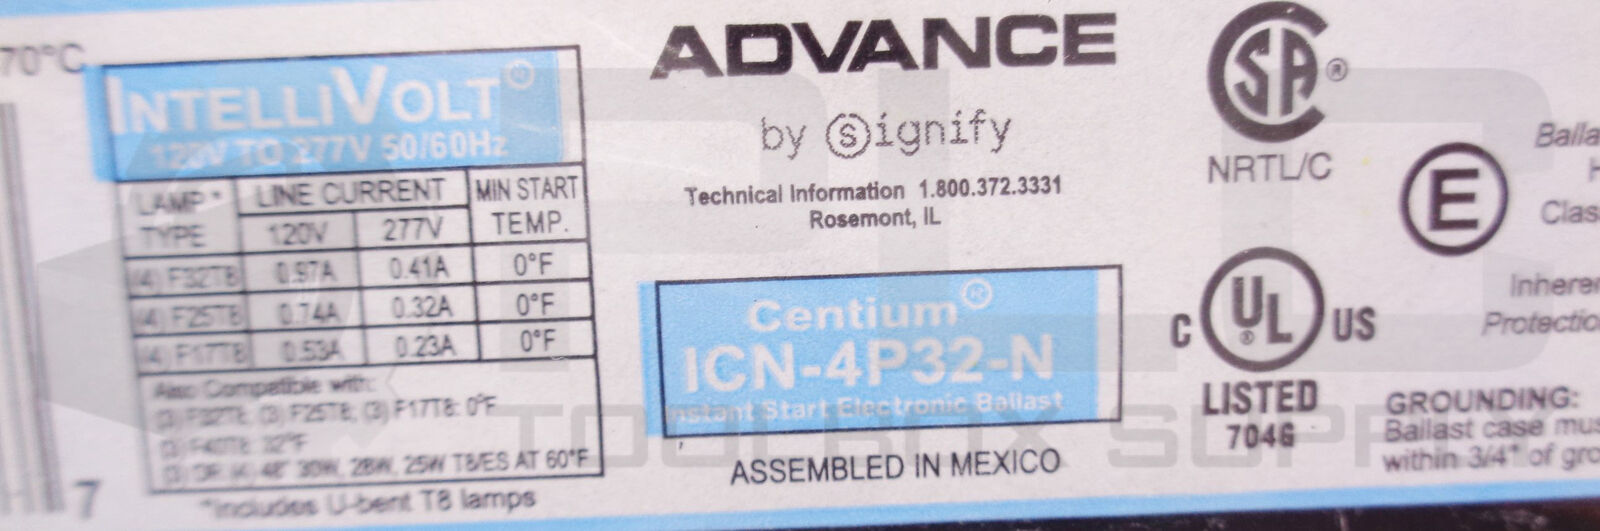 70°C
INTELLIVOLT®
120V TO 277V 50/60Hz
LAMP* TYPE LINE CURRENT MIN START TEMP.
120V 277V
(4) F32T8 0.97A 0.41A 0°F
(4) F25T8 0.74A 0.32A 0°F
(4) F17T8 0.53A 0.23A 0°F
Also Compatible with:
(3) F32T8; (3) F25T8; (3) F17T8: 0°F
(3) F40T8: 32°F
(3) OR (4) 48" 30W, 28W, 25W T8/ES AT 60°F
*Includes U-bent T8 lamps
7
ADVANCE
by Signify
Technical Information 1.800.372.3331
Rosemont, IL
Centium®
ICN-4P32-N
Instant Start Electronic Ballast
ASSEMBLED IN MEXICO
SA®
NRTL/C
E
C UL® US
LISTED
704G
Balla
H
Clas
Inheren
Protectio
GROUNDING:
Ballast case mus
within 3/4" of gro
TOOLBOX SUPP